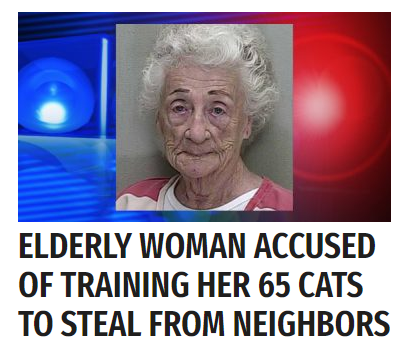 ELDERLY WOMAN ACCUSED
OF TRAINING HER 65 CATS
TO STEAL FROM NEIGHBORS